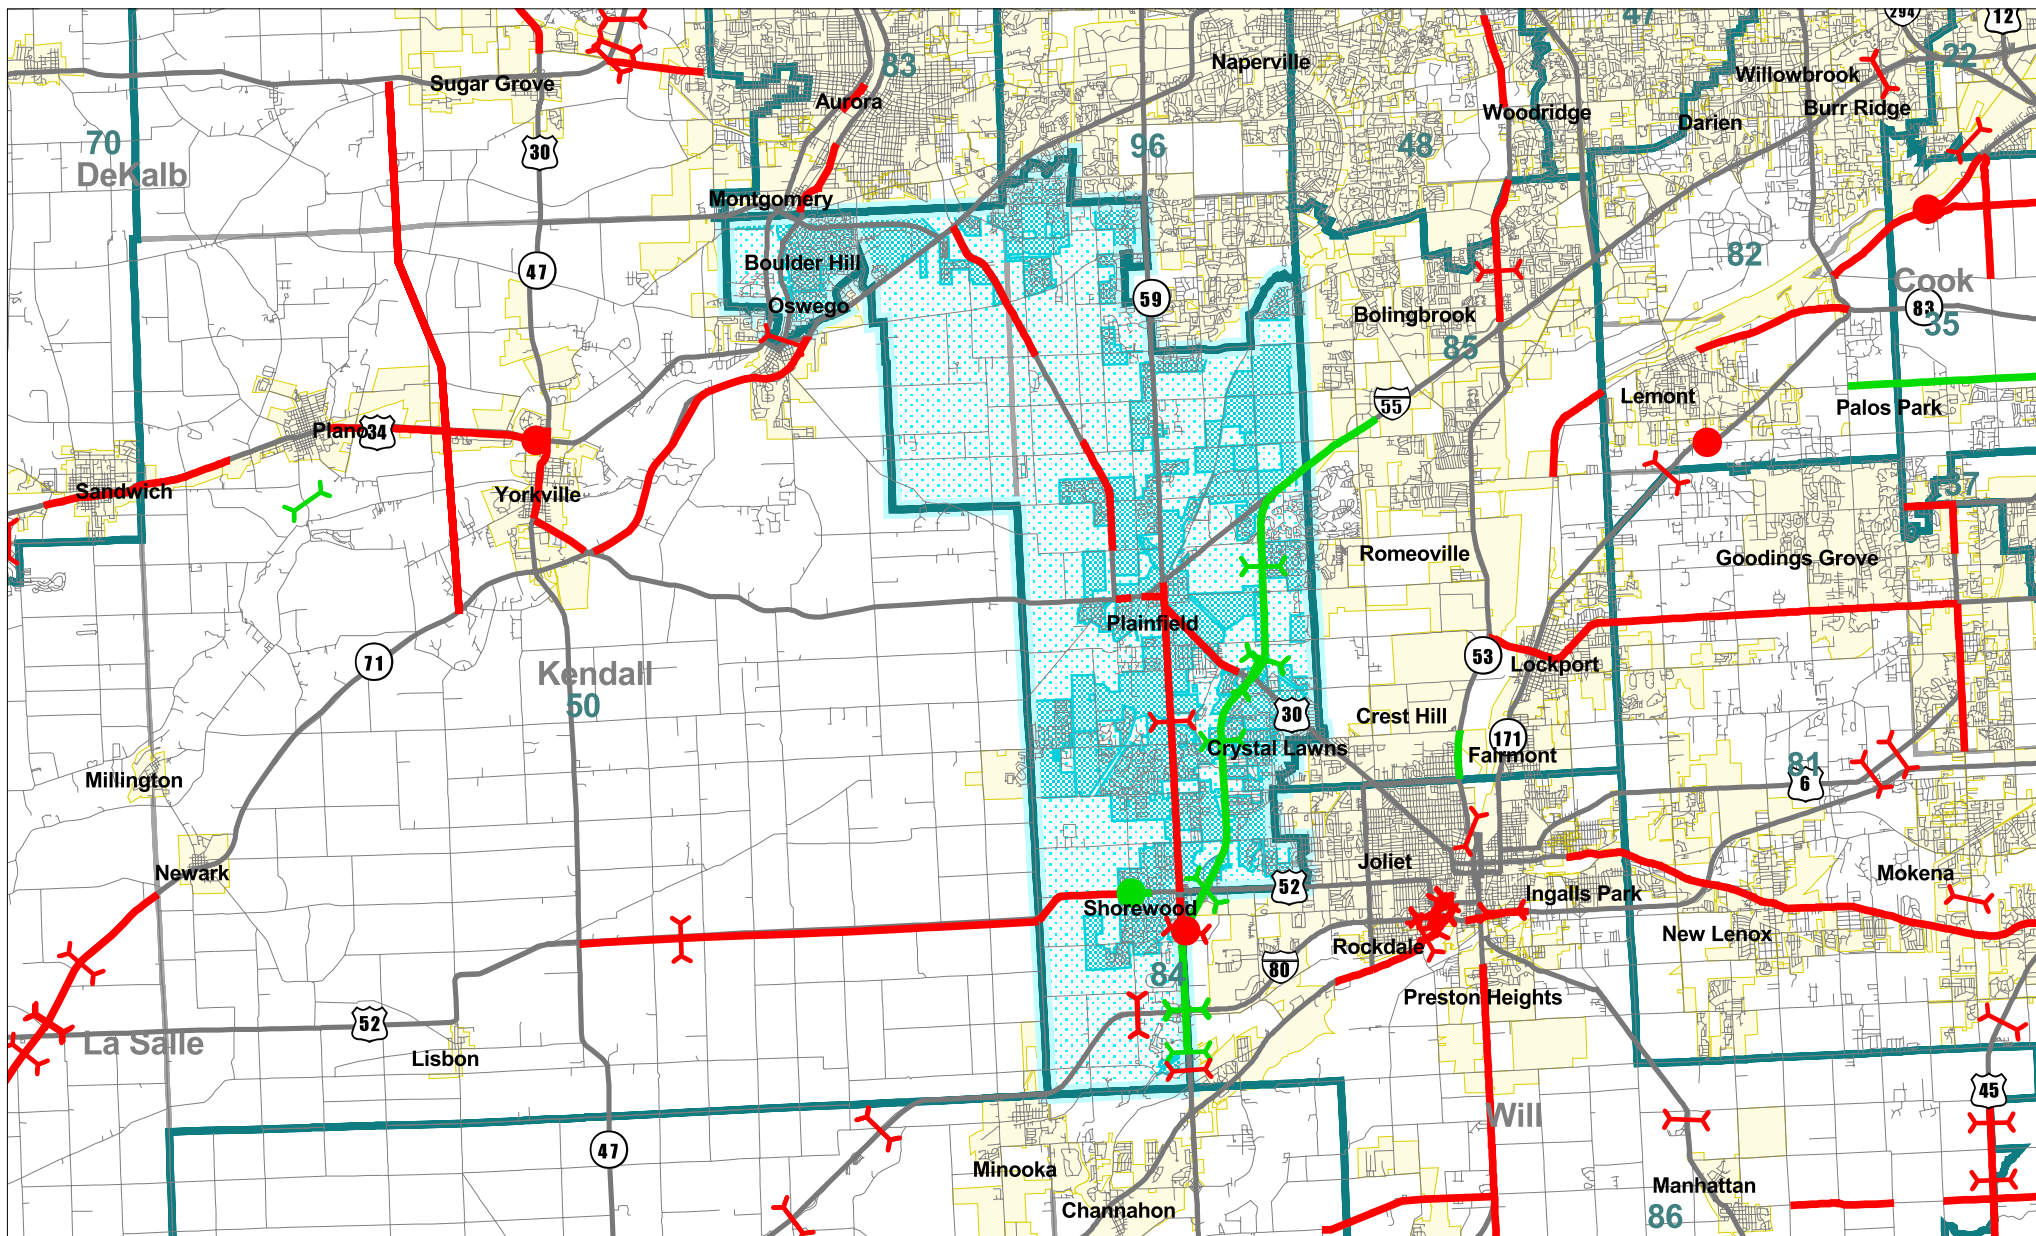 47
294
12
22
Naperville
83
Sugar Grove
Willowbrook
Aurora
Burr Ridge
Woodridge
Darien
70
96
48
30
DeKalb
Montgomery
82
Boulder Hill
47
Cook
59
Oswego
83
Bolingbrook
35
85
Lemont
55
Palos Park
Plano
34
Sandwich
37
Yorkville
Romeoville
Goodings Grove
Plainfield
71
53
Lockport
Kendall
50
30
Crest Hill
171
Crystal Lawns
Fairmont
81
Millington
6
Joliet
Newark
Mokena
52
Ingalls Park
Shorewood
New Lenox
Rockdale
80
84
Preston Heights
52
La Salle
Lisbon
45
Will
47
Minooka
Manhattan
Channahon
86